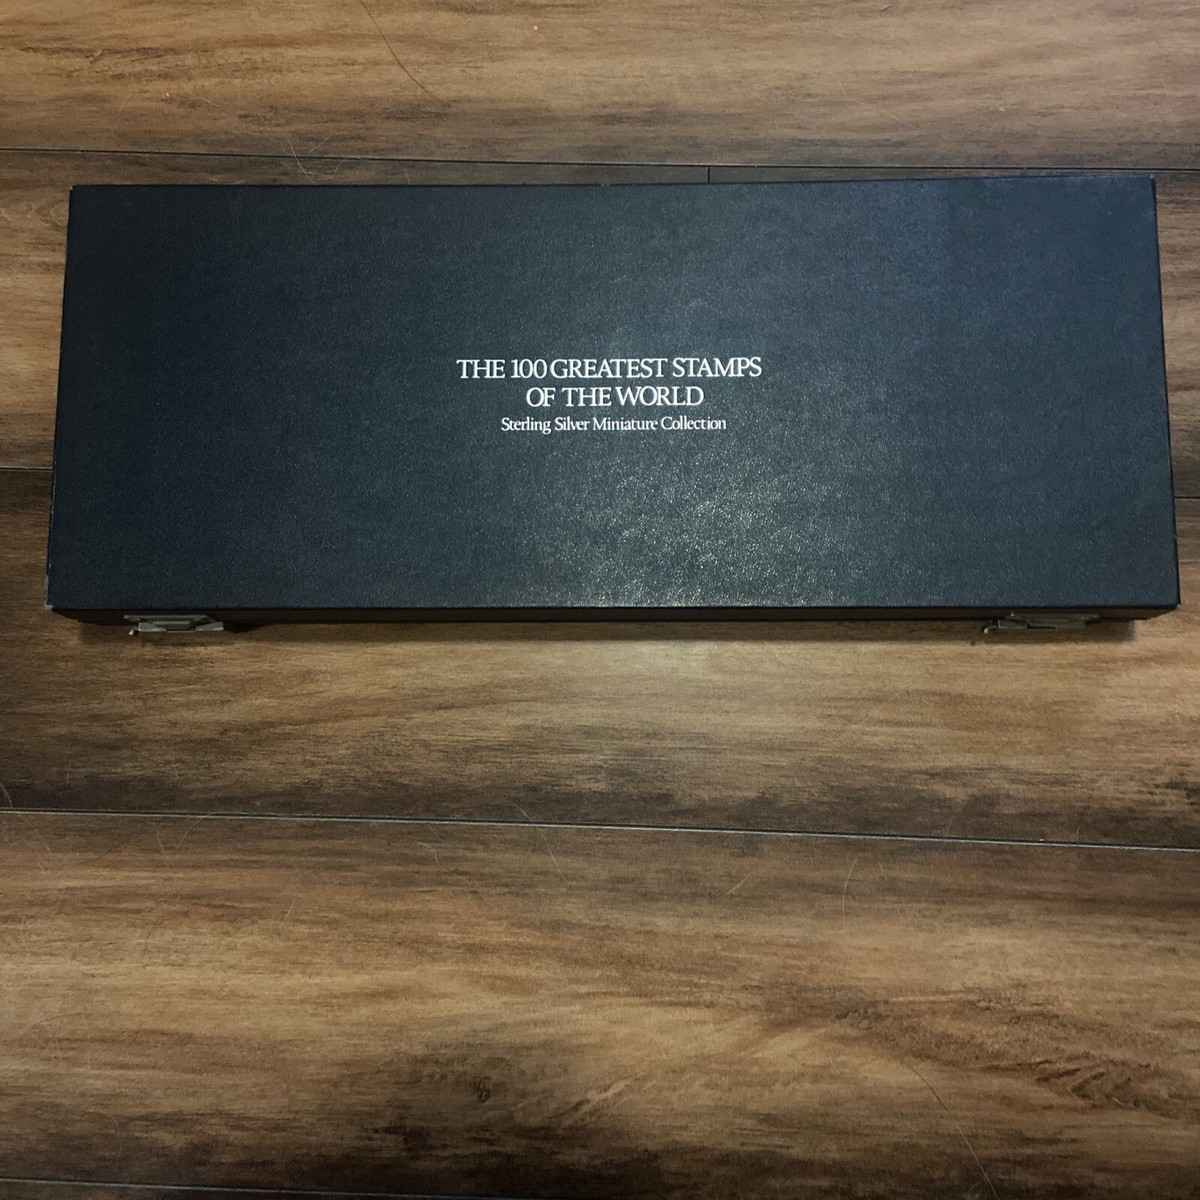 THE 100 GREATEST STAMPS
OF THE WORLD
Sterling Silver Miniature Collection